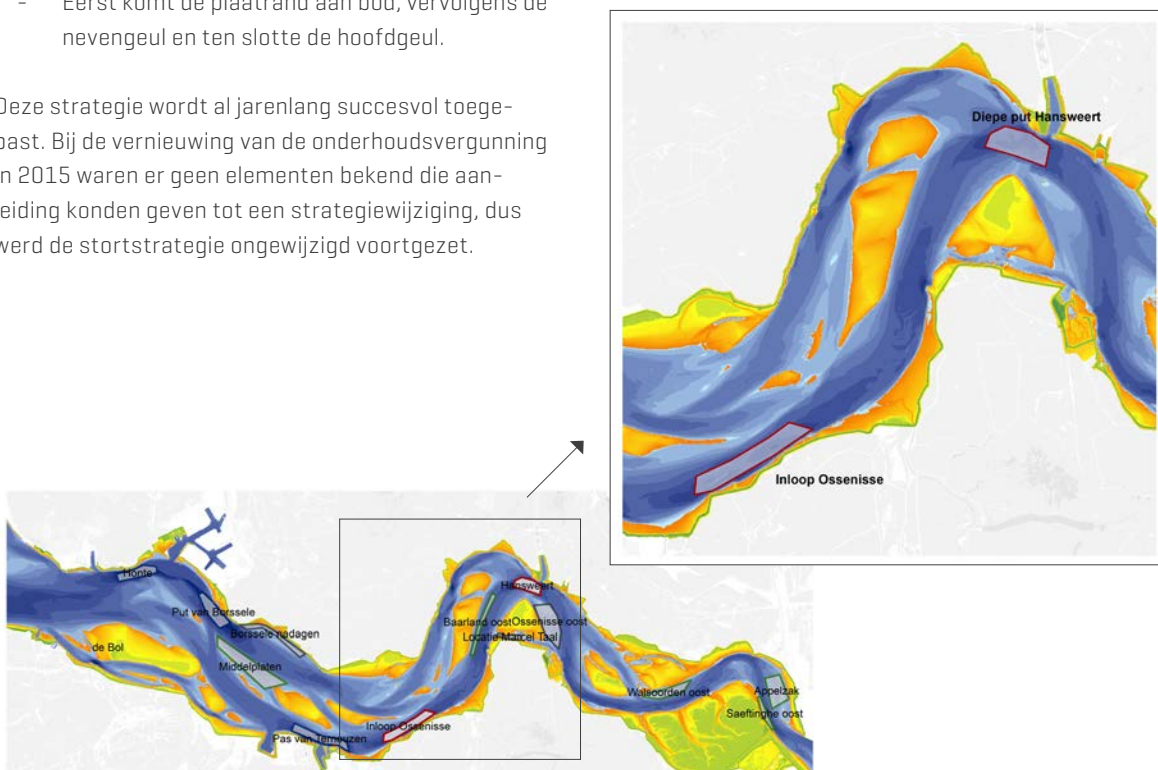 - Eerst komt de plaatrand aan bod, vervolgens de
nevengeul en ten slotte de hoofdgeul.
Deze strategie wordt al jarenlang succesvol toege-
past. Bij de vernieuwing van de onderhoudsvergunning
in 2015 waren er geen elementen bekend die aan-
leiding konden geven tot een strategiewijziging, dus
werd de stortstrategie ongewijzigd voortgezet.
Diepe put Hansweert
Inloop Ossenisse
Honte
Put van Borssele
Borssele nadagen
de Bol
Middelplaten
Pas van Terneuzen
Inloop Ossenisse
Hansweert
Baarland oost
Ossenisse oost
Locatie Marcel Taal
Walsoorden oost
Appelzak
Saeftinghe oost